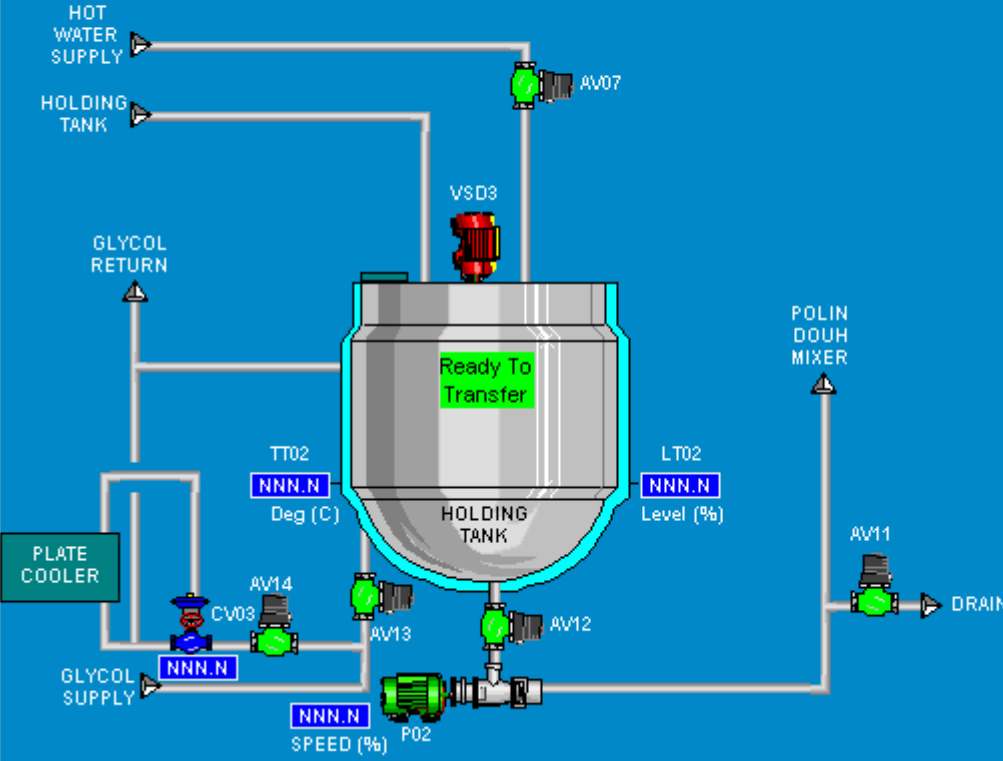 HOT
WATER
SUPPLY
AV07
HOLDING
TANK
VSD3
GLYCOL
RETURN
POLIN
DOUH
MIXER
Ready To
Transfer
TT02
NNN.N
Deg (C)
LT02
NNN.N
Level (%)
HOLDING
TANK
PLATE
COOLER
AV14
CV03
AV13
AV12
AV11
DRAIN
NNN.N
GLYCOL
SUPPLY
NNN.N
SPEED (%)
P02